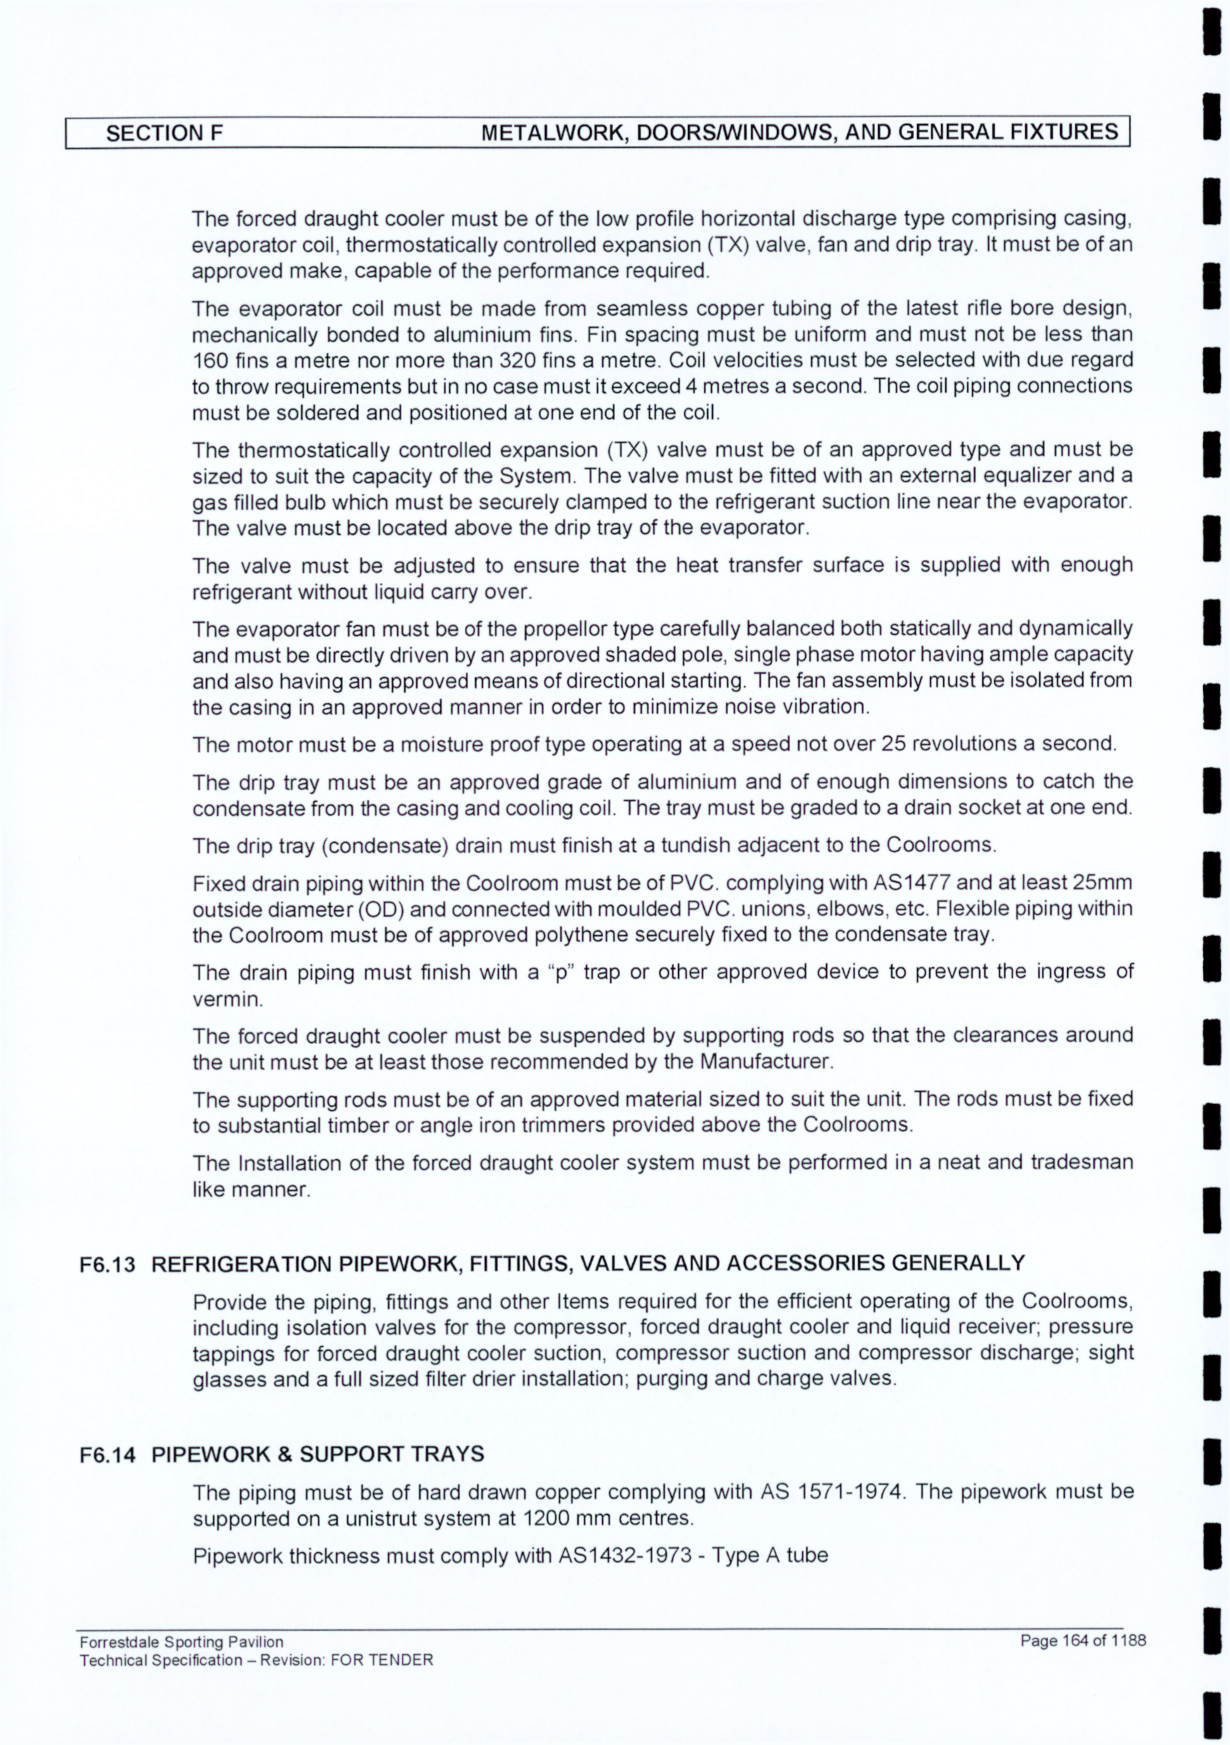 SECTION F METALWORK, DOORS/WINDOWS, AND GENERAL FIXTURES
The forced draught cooler must be of the low profile horizontal discharge type comprising casing,
evaporator coil, thermostatically controlled expansion (TX) valve, fan and drip tray. It must be of an
approved make, capable of the performance required.
The evaporator coil must be made from seamless copper tubing of the latest rifle bore design,
mechanically bonded to aluminium fins. Fin spacing must be uniform and must not be less than
160 fins a metre nor more than 320 fins a metre. Coil velocities must be selected with due regard
to throw requirements but in no case must it exceed 4 metres a second. The coil piping connections
must be soldered and positioned at one end of the coil.
The thermostatically controlled expansion (TX) valve must be of an approved type and must be
sized to suit the capacity of the System. The valve must be fitted with an external equalizer and a
gas filled bulb which must be securely clamped to the refrigerant suction line near the evaporator.
The valve must be located above the drip tray of the evaporator.
The valve must be adjusted to ensure that the heat transfer surface is supplied with enough
refrigerant without liquid carry over.
The evaporator fan must be of the propellor type carefully balanced both statically and dynamically
and must be directly driven by an approved shaded pole, single phase motor having ample capacity
and also having an approved means of directional starting. The fan assembly must be isolated from
the casing in an approved manner in order to minimize noise vibration.
The motor must be a moisture proof type operating at a speed not over 25 revolutions a second.
The drip tray must be an approved grade of aluminium and of enough dimensions to catch the
condensate from the casing and cooling coil. The tray must be graded to a drain socket at one end.
The drip tray (condensate) drain must finish at a tundish adjacent to the Coolrooms.
Fixed drain piping within the Coolroom must be of PVC. complying with AS1477 and at least 25mm
outside diameter (OD) and connected with moulded PVC. unions, elbows, etc. Flexible piping within
the Coolroom must be of approved polythene securely fixed to the condensate tray.
The drain piping must finish with a “p” trap or other approved device to prevent the ingress of
vermin.
The forced draught cooler must be suspended by supporting rods so that the clearances around
the unit must be at least those recommended by the Manufacturer.
The supporting rods must be of an approved material sized to suit the unit. The rods must be fixed
to substantial timber or angle iron trimmers provided above the Coolrooms.
The Installation of the forced draught cooler system must be performed in a neat and tradesman
like manner.
F6.13 REFRIGERATION PIPEWORK, FITTINGS, VALVES AND ACCESSORIES GENERALLY
Provide the piping, fittings and other Items required for the efficient operating of the Coolrooms,
including isolation valves for the compressor, forced draught cooler and liquid receiver; pressure
tappings for forced draught cooler suction, compressor suction and compressor discharge; sight
glasses and a full sized filter drier installation; purging and charge valves.
F6.14 PIPEWORK & SUPPORT TRAYS
The piping must be of hard drawn copper complying with AS 1571-1974. The pipework must be
supported on a unistrut system at 1200 mm centres.
Pipework thickness must comply with AS1432-1973 - Type A tube
Forrestdale Sporting Pavilion Page 164 of 1188
Technical Specification – Revision: FOR TENDER